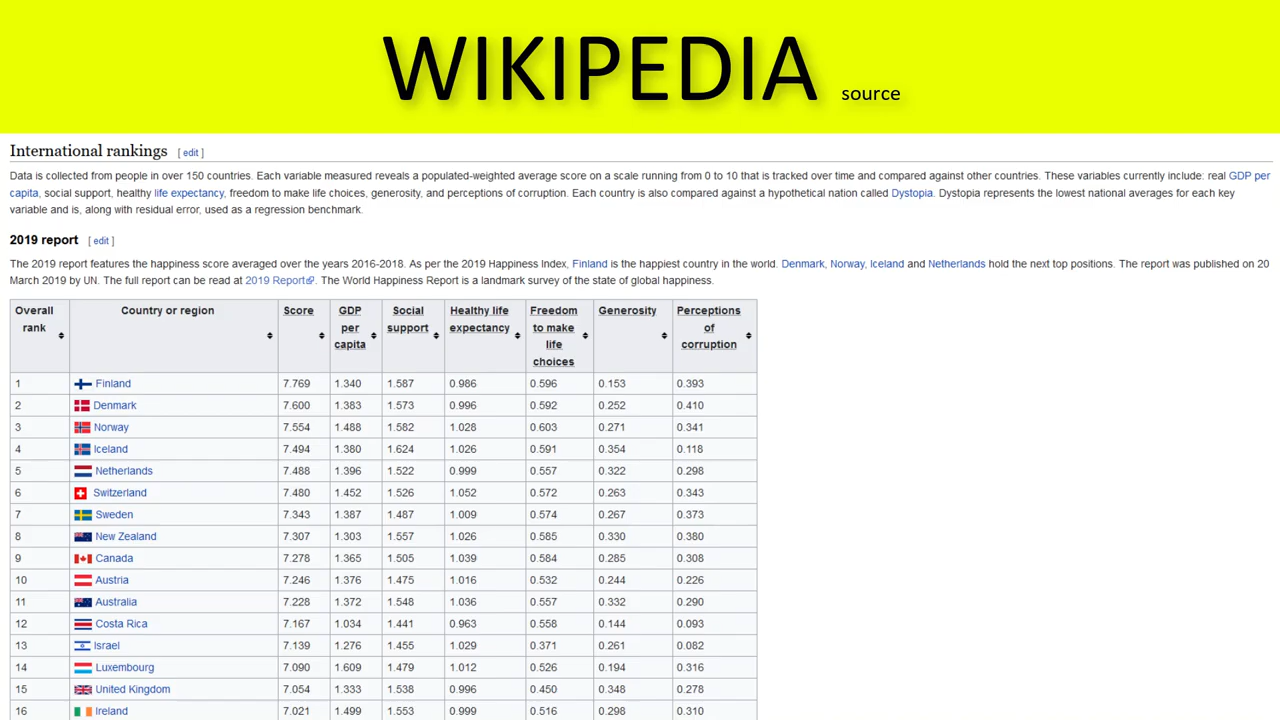 WIKIPEDIA source
International rankings [ edit ]
Data is collected from people in over 150 countries. Each variable measured reveals a populated-weighted average score on a scale running from 0 to 10 that is tracked over time and compared against other countries. These variables currently include: real GDP per
capita, social support, healthy life expectancy, freedom to make life choices, generosity, and perceptions of corruption. Each country is also compared against a hypothetical nation called Dystopia. Dystopia represents the lowest national averages for each key
variable and is, along with residual error, used as a regression benchmark.
2019 report [ edit ]
The 2019 report features the happiness score averaged over the years 2016-2018. As per the 2019 Happiness Index, Finland is the happiest country in the world. Denmark, Norway, Iceland and Netherlands hold the next top positions. The report was published on 20
March 2019 by UN. The full report can be read at 2019 Report. The World Happiness Report is a landmark survey of the state of global happiness.
Overall rank Country or region Score GDP per capita Social support Healthy life expectancy Freedom to make life choices Generosity Perceptions of corruption
1 Finland 7.769 1.340 1.587 0.986 0.596 0.153 0.393
2 Denmark 7.600 1.383 1.573 0.996 0.592 0.252 0.410
3 Norway 7.554 1.488 1.582 1.028 0.603 0.271 0.341
4 Iceland 7.494 1.380 1.624 1.026 0.591 0.354 0.118
5 Netherlands 7.488 1.396 1.522 0.999 0.557 0.322 0.298
6 Switzerland 7.480 1.452 1.526 1.052 0.572 0.263 0.343
7 Sweden 7.343 1.387 1.487 1.009 0.574 0.267 0.373
8 New Zealand 7.307 1.303 1.557 1.026 0.585 0.330 0.380
9 Canada 7.278 1.365 1.505 1.039 0.584 0.285 0.308
10 Austria 7.246 1.376 1.475 1.016 0.532 0.244 0.226
11 Australia 7.228 1.372 1.548 1.036 0.557 0.332 0.290
12 Costa Rica 7.167 1.034 1.441 0.963 0.558 0.144 0.093
13 Israel 7.139 1.276 1.455 1.029 0.371 0.261 0.082
14 Luxembourg 7.090 1.609 1.479 1.012 0.526 0.194 0.316
15 United Kingdom 7.054 1.333 1.538 0.996 0.450 0.348 0.278
16 Ireland 7.021 1.499 1.553 0.999 0.516 0.298 0.310